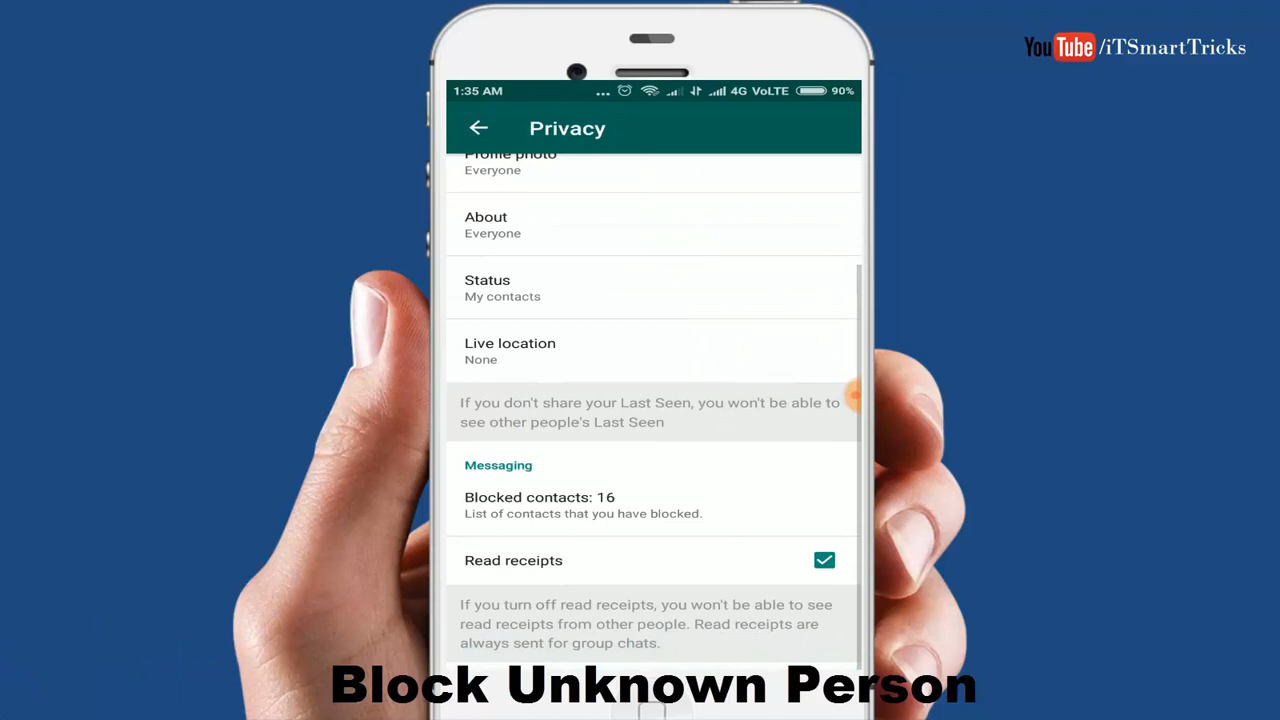 YouTube/iTSmartTricks
1:35 AM ... 4G VoLTE 90%
Privacy
Profile photo
Everyone
About
Everyone
Status
My contacts
Live location
None
If you don't share your Last Seen, you won't be able to
see other people's Last Seen
Messaging
Blocked contacts: 16
List of contacts that you have blocked.
Read receipts
If you turn off read receipts, you won't be able to see
read receipts from other people. Read receipts are
always sent for group chats.
Block Unknown Person